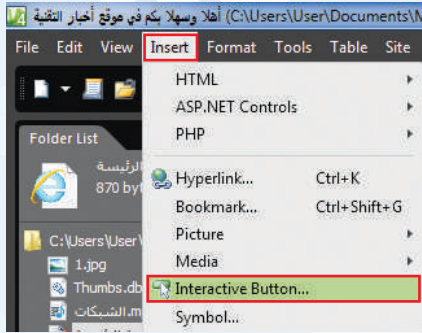 أهلا وسهلا بكم في موقع أخبار التقنية (C:\Users\User\Documents\M
File Edit View Insert Format Tools Table Site
HTML
ASP.NET Controls
PHP
Folder List
الرئيسة
870 byt
Hyperlink... Ctrl+K
Bookmark... Ctrl+Shift+G
Picture
C:\Users\User\
Media
1.jpg
Interactive Button...
Thumbs.db
Symbol...
الشبكات.m